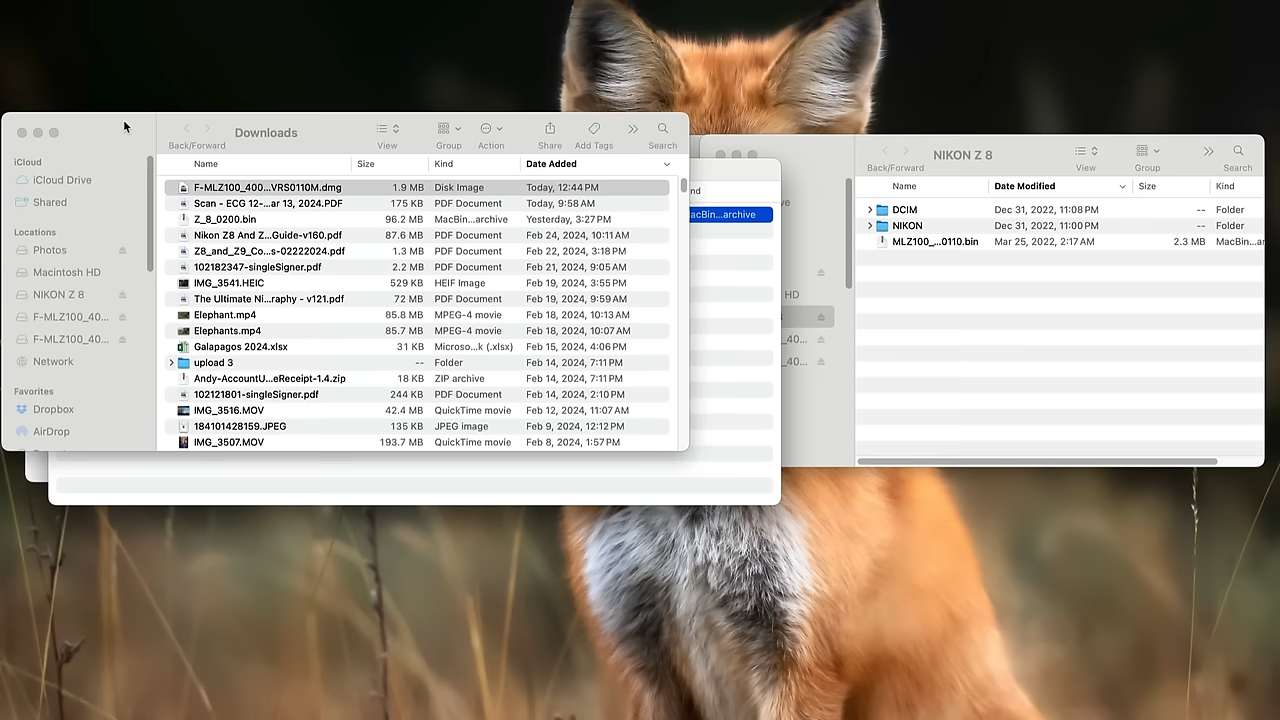 Downloads
Back/Forward View Group Action Share Add Tags Search
iCloud
iCloud Drive
Shared
Locations
Photos
Macintosh HD
NIKON Z 8
F-MLZ100_40...
F-MLZ100_40...
Network
Favorites
Dropbox
AirDrop
Name Size Kind Date Added
F-MLZ100_400...VRS0110M.dmg 1.9 MB Disk Image Today, 12:44 PM
Scan - ECG 12-...ar 13, 2024.PDF 175 KB PDF Document Today, 9:58 AM
Z_8_0200.bin 96.2 MB MacBin...archive Yesterday, 3:27 PM
Nikon Z8 And Z...Guide-v160.pdf 87.6 MB PDF Document Feb 24, 2024, 10:11 AM
Z8_and_Z9_Co...s-02222024.pdf 1.3 MB PDF Document Feb 22, 2024, 3:18 PM
102182347-singleSigner.pdf 2.2 MB PDF Document Feb 21, 2024, 9:05 AM
IMG_3541.HEIC 529 KB HEIF Image Feb 19, 2024, 3:55 PM
The Ultimate Ni...raphy - v121.pdf 72 MB PDF Document Feb 19, 2024, 9:59 AM
Elephant.mp4 85.8 MB MPEG-4 movie Feb 18, 2024, 10:13 AM
Elephants.mp4 85.7 MB MPEG-4 movie Feb 18, 2024, 10:07 AM
Galapagos 2024.xlsx 31 KB Microso...k (.xlsx) Feb 15, 2024, 4:06 PM
upload 3 -- Folder Feb 14, 2024, 7:11 PM
Andy-AccountU...eReceipt-1.4.zip 18 KB ZIP archive Feb 14, 2024, 7:11 PM
102121801-singleSigner.pdf 244 KB PDF Document Feb 14, 2024, 2:10 PM
IMG_3516.MOV 42.4 MB QuickTime movie Feb 12, 2024, 11:07 AM
184101428159.JPEG 135 KB JPEG image Feb 9, 2024, 12:12 PM
IMG_3507.MOV 193.7 MB QuickTime movie Feb 8, 2024, 1:57 PM
nd
acBin...archive
ve
HD
_40...
_40...
NIKON Z 8
Back/Forward View Group Search
Name Date Modified Size Kind
DCIM Dec 31, 2022, 11:08 PM -- Folder
NIKON Dec 31, 2022, 11:00 PM -- Folder
MLZ100_...0110.bin Mar 25, 2022, 2:17 AM 2.3 MB MacBin...ar